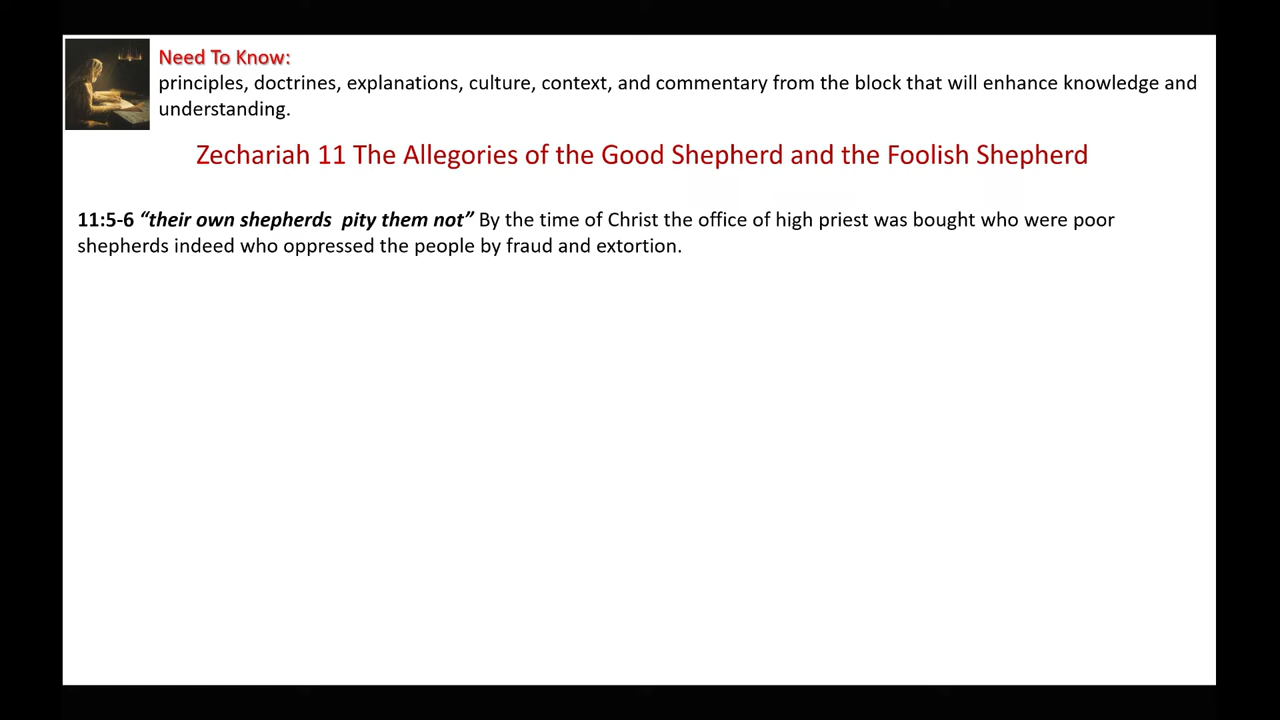 Need To Know:
principles, doctrines, explanations, culture, context, and commentary from the block that will enhance knowledge and
understanding.
Zechariah 11 The Allegories of the Good Shepherd and the Foolish Shepherd
11:5-6 “their own shepherds  pity them not” By the time of Christ the office of high priest was bought who were poor
shepherds indeed who oppressed the people by fraud and extortion.